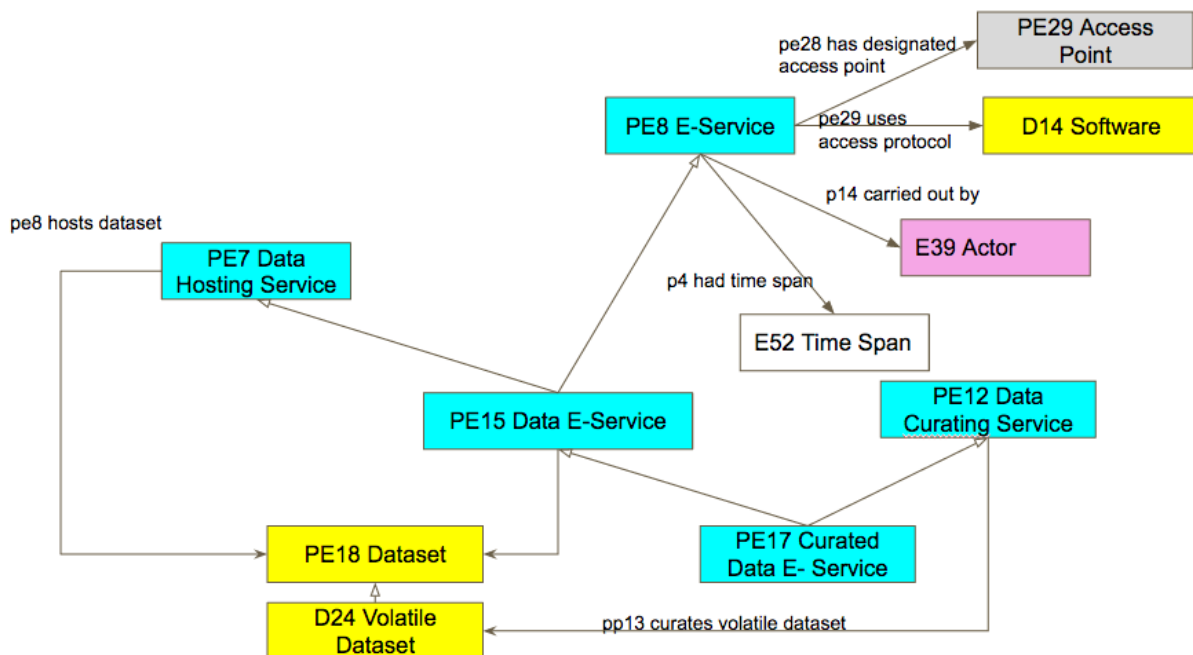 PE29 Access
Point
pe28 has designated
access point
PE8 E-Service
pe29 uses
access protocol
D14 Software
p14 carried out by
pe8 hosts dataset
E39 Actor
PE7 Data
Hosting Service
p4 had time span
E52 Time Span
PE12 Data
Curating Service
PE15 Data E-Service
PE18 Dataset
PE17 Curated
Data E- Service
D24 Volatile
Dataset
pp13 curates volatile dataset